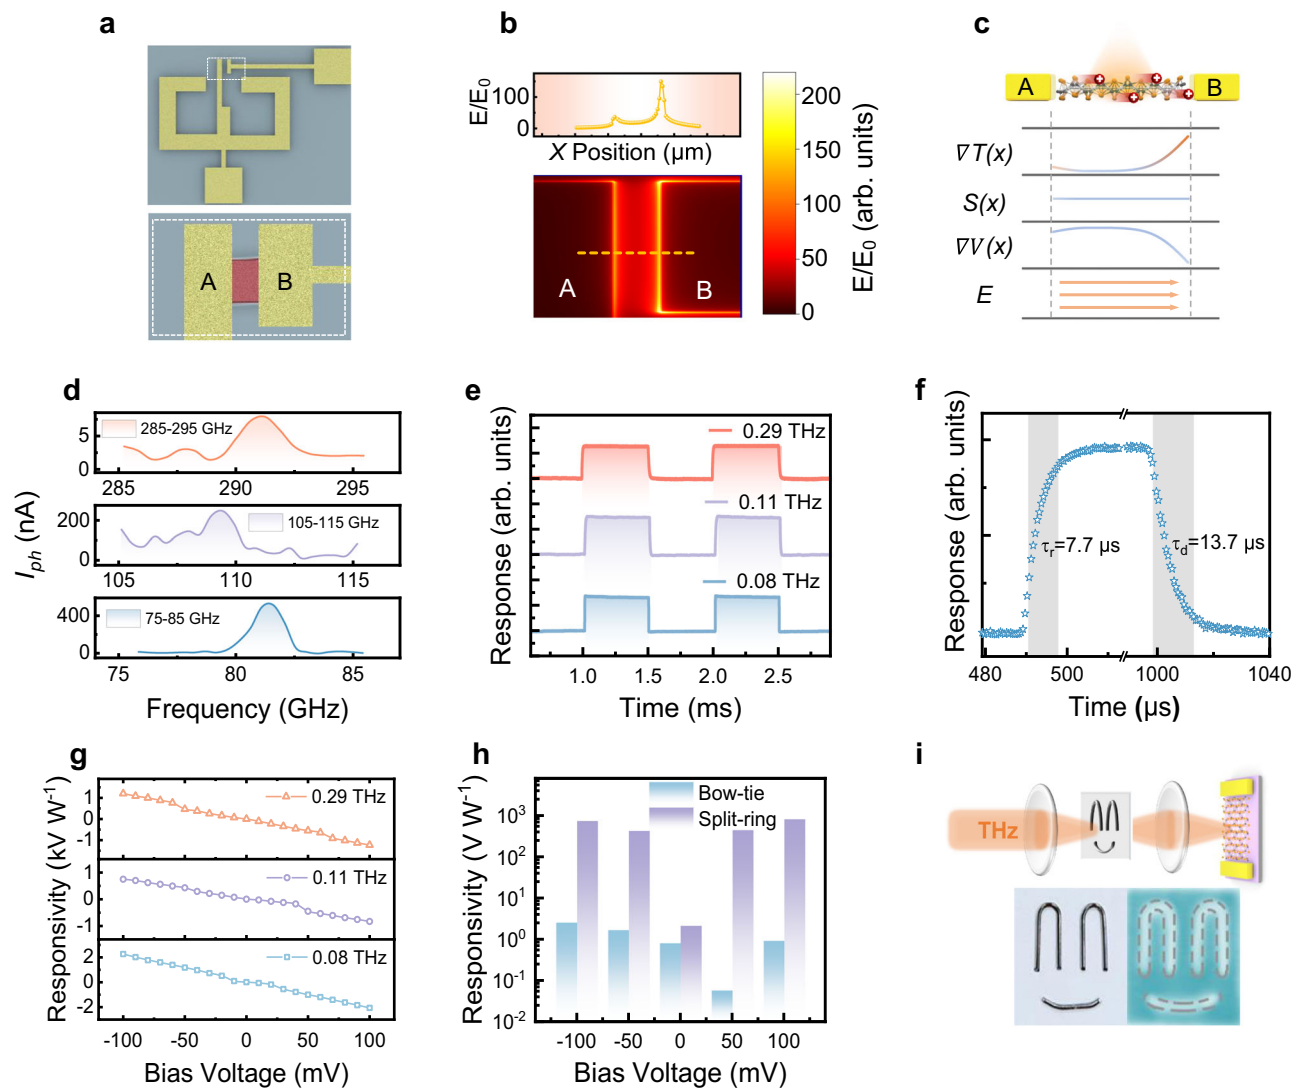 a
A
B
b
E/E0
100
0
X Position (μm)
A
B
200
150
100
50
0
E/E0 (arb. units)
c
A
B
∇T(x)
S(x)
∇V(x)
E
d
285-295 GHz
5
0
285 290 295
105-115 GHz
200
0
105 110 115
75-85 GHz
400
0
75 80 85
Iph (nA)
Frequency (GHz)
e
0.29 THz
0.11 THz
0.08 THz
Response (arb. units)
1.0 1.5 2.0 2.5
Time (ms)
f
Response (arb. units)
τr=7.7 μs
τd=13.7 μs
480 500 1000 1040
Time (μs)
g
0.29 THz
1
0
-1
0.11 THz
1
0
-1
0.08 THz
2
0
-2
Responsivity (kV W-1)
-100 -50 0 50 100
Bias Voltage (mV)
h
Bow-tie
Split-ring
Responsivity (V W-1)
10^3
10^2
10^1
10^0
10^-1
10^-2
-100 -50 0 50 100
Bias Voltage (mV)
i
THz